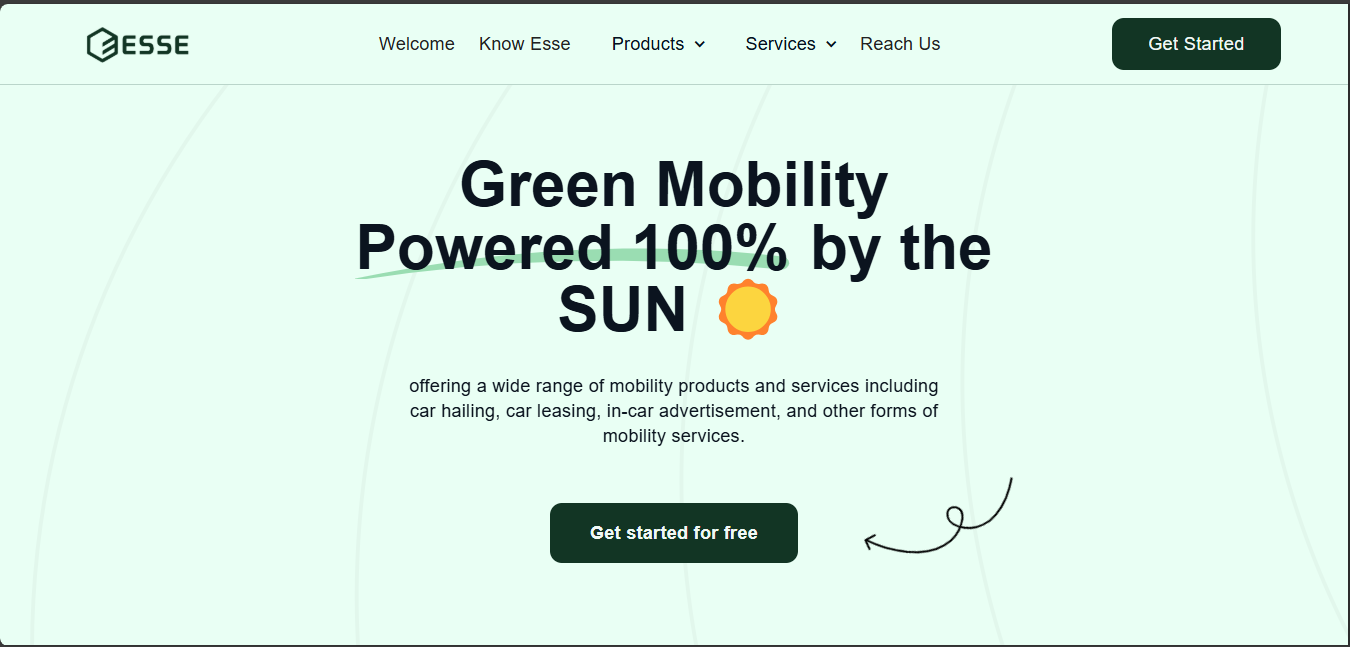 ESSE
Welcome
Know Esse
Products
Services
Reach Us
Get Started
Green Mobility
Powered 100% by the
SUN
offering a wide range of mobility products and services including
car hailing, car leasing, in-car advertisement, and other forms of
mobility services.
Get started for free